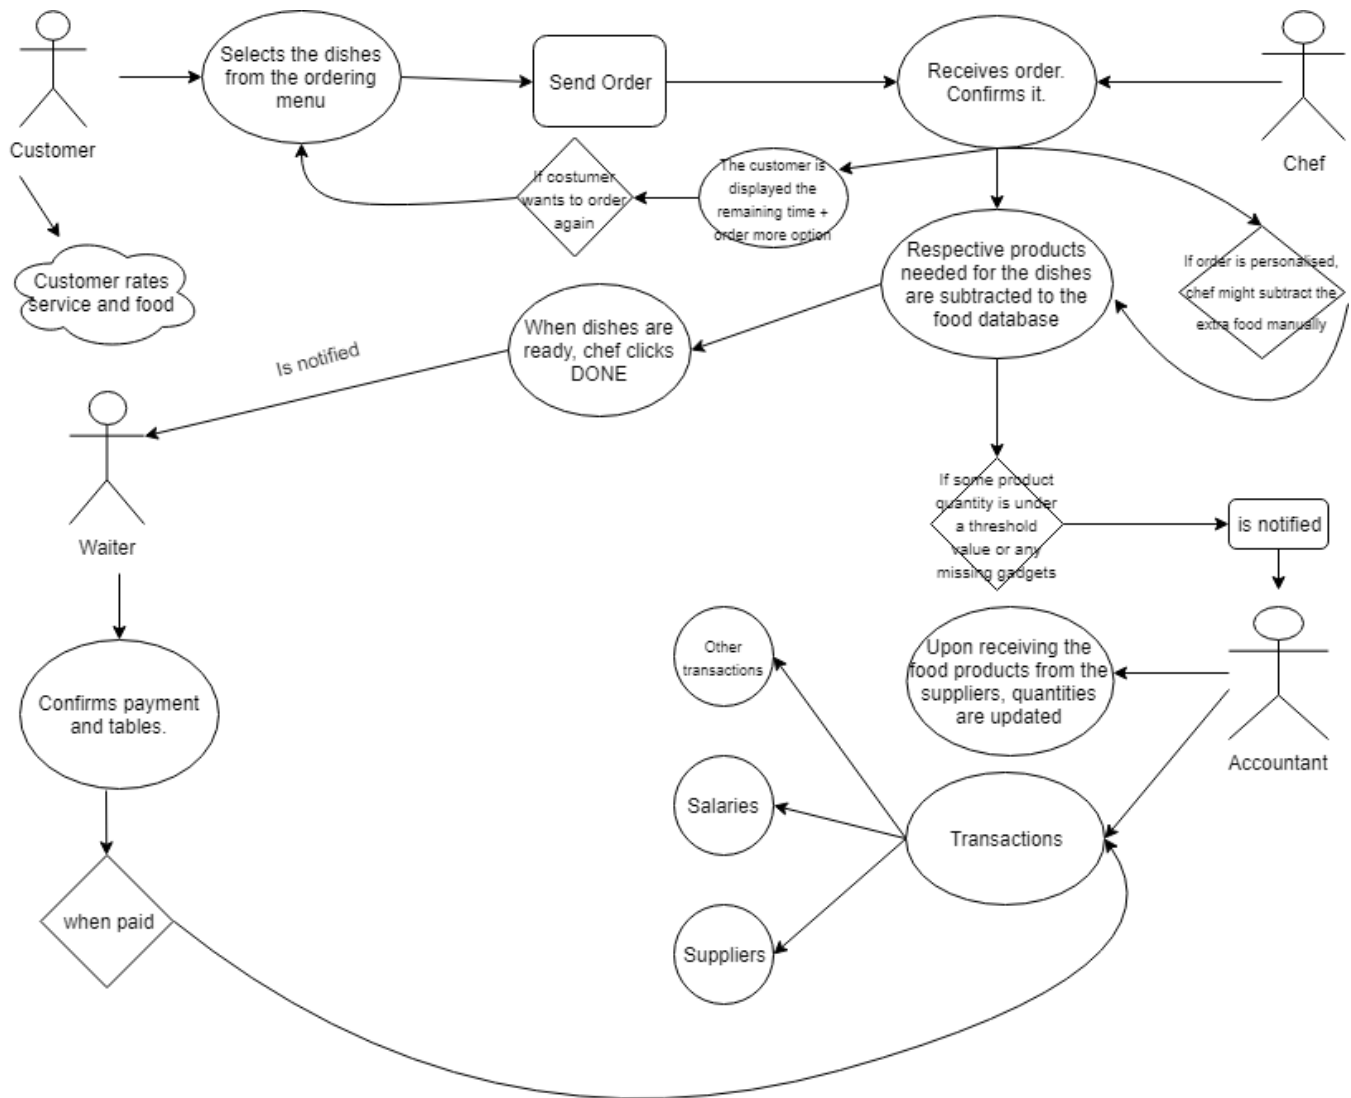 Customer
Selects the dishes
from the ordering
menu
Send Order
Receives order.
Confirms it.
Chef
If costumer
wants to order
again
The customer is
displayed the
remaining time +
order more option
Respective products
needed for the dishes
are subtracted to the
food database
If order is personalised,
chef might subtract the
extra food manually
Customer rates
service and food
When dishes are
ready, chef clicks
DONE
Is notified
Waiter
If some product
quantity is under
a threshold
value or any
missing gadgets
is notified
Accountant
Confirms payment
and tables.
Other
transactions
Upon receiving the
food products from the
suppliers, quantities
are updated
Salaries
Transactions
when paid
Suppliers